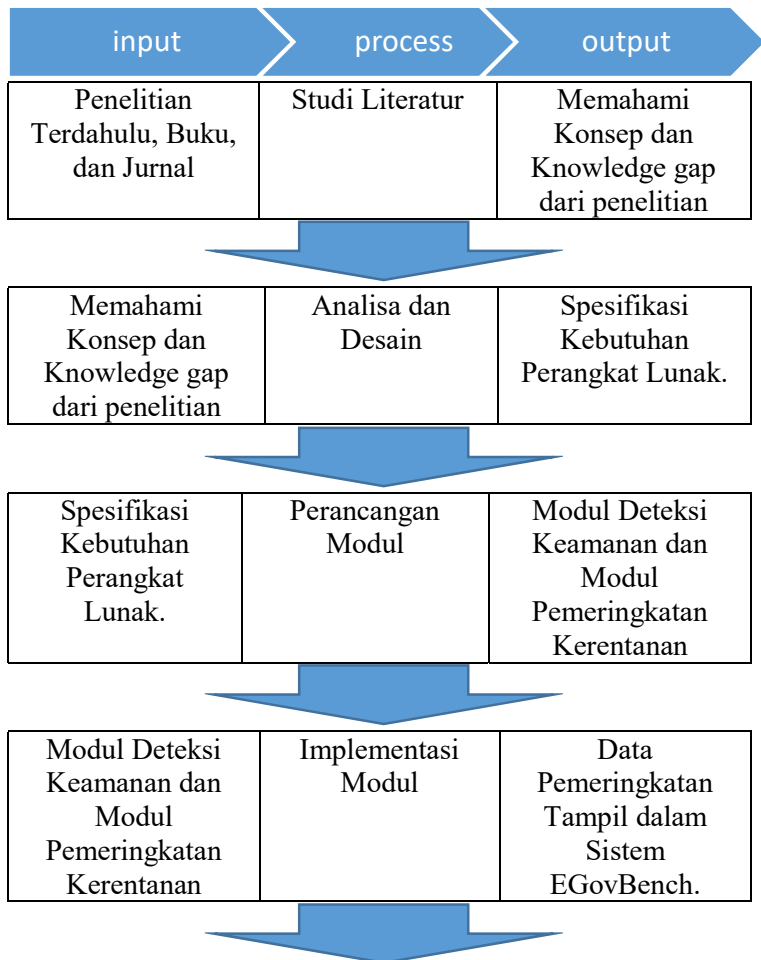 input
process
output
Penelitian
Terdahulu, Buku,
dan Jurnal
Studi Literatur
Memahami
Konsep dan
Knowledge gap
dari penelitian
Memahami
Konsep dan
Knowledge gap
dari penelitian
Analisa dan
Desain
Spesifikasi
Kebutuhan
Perangkat Lunak.
Spesifikasi
Kebutuhan
Perangkat
Lunak.
Perancangan
Modul
Modul Deteksi
Keamanan dan
Modul
Pemeringkatan
Kerentanan
Modul Deteksi
Keamanan dan
Modul
Pemeringkatan
Kerentanan
Implementasi
Modul
Data
Pemeringkatan
Tampil dalam
Sistem
EGovBench.